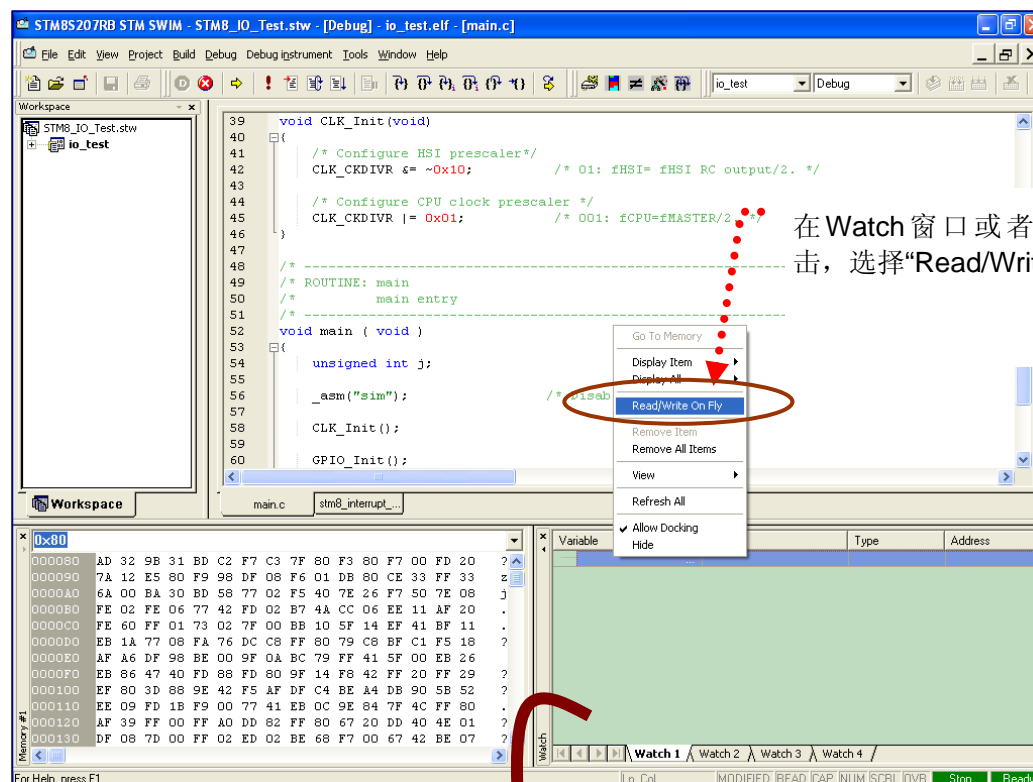 STM8S207RB STM SWIM - STM8_IO_Test.stw - [Debug] - io_test.elf - [main.c]
File Edit View Project Build Debug Debug instrument Tools Window Help
io_test Debug
Workspace
STM8_IO_Test.stw
io_test
39 void CLK_Init(void)
40 {
41 /* Configure HSI prescaler*/
42 CLK_CKDIVR &= ~0x10; /* 01: fHSI= fHSI RC output/2. */
43
44 /* Configure CPU clock prescaler */
45 CLK_CKDIVR |= 0x01; /* 001: fCPU=fMASTER/2. */
46 }
47
48 /* ----------------------------------------------------------
49 /* ROUTINE: main
50 /* main entry
51 /* ----------------------------------------------------------
52 void main ( void )
53 {
54 unsigned int j;
55
56 _asm("sim"); /* Disab
57
58 CLK_Init();
59
60 GPIO_Init();
在Watch窗口或者
击，选择“Read/Wri
Go To Memory
Display Item
Display All
Read/Write On Fly
Remove Item
Remove All Items
View
Refresh All
Allow Docking
Hide
Workspace
main.c stm8_interrupt_...
0x80
000080 AD 32 9B 31 BD C2 F7 C3 7F 80 F3 80 F7 00 FD 20 ?
000090 7A 12 E5 80 F9 98 DF 08 F6 01 DB 80 CE 33 FF 33 z
0000A0 6A 00 BA 30 BD 58 77 02 F5 40 7E 26 F7 50 7E 08 j
0000B0 FE 02 FE 06 77 42 FD 02 B7 4A CC 06 EE 11 AF 20 .
0000C0 FE 60 FF 01 73 02 7F 00 BB 10 5F 14 EF 41 BF 11 .
0000D0 EB 1A 77 08 FA 76 DC C8 FF 80 79 C8 BF C1 F5 18 ?
0000E0 AF A6 DF 98 BE 00 9F 0A BC 79 FF 41 5F 00 EB 26
0000F0 EB 86 47 40 FD 88 FD 80 9F 14 F8 42 FF 20 FF 29 ?
000100 EF 80 3D 88 9E 42 F5 AF DF C4 BE A4 DB 90 5B 52 ?
000110 EE 09 FD 1B F9 00 77 41 EB 0C 9E 84 7F 4C FF 80 .
000120 AF 39 FF 00 FF A0 DD 82 FF 80 67 20 DD 40 4E 01 ?
000130 DF 08 7D 00 FF 02 ED 02 BE 68 F7 00 67 42 BE 07 ?
Memory #1
Variable Type Address
...
Watch
Watch 1 Watch 2 Watch 3 Watch 4
For Help, press F1 Ln, Col MODIFIED READ CAP NUM SCRL OVR Stop Ready